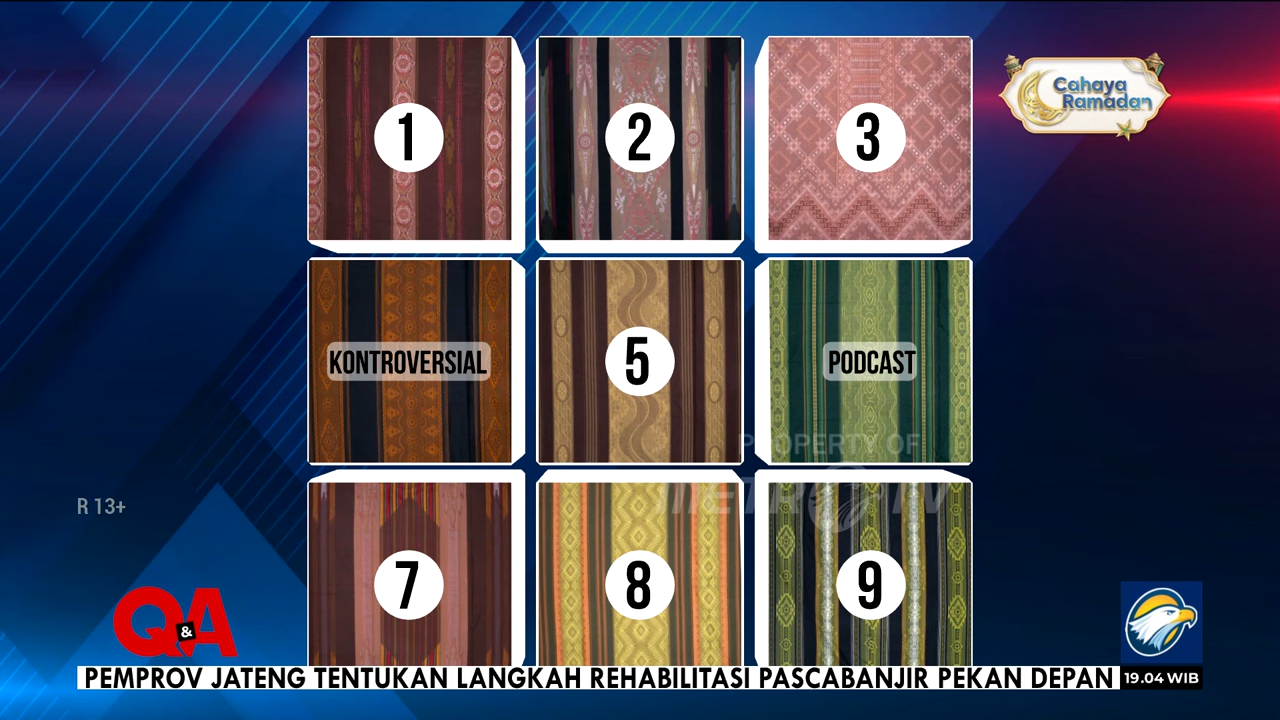 1
2
3
Cahaya
Ramadan
KONTROVERSIAL
5
PODCAST
PROPERTY OF
METRO TV
R 13+
7
8
9
Q&A
PEMPROV JATENG TENTUKAN LANGKAH REHABILITASI PASCABANJIR PEKAN DEPAN
19.04 WIB